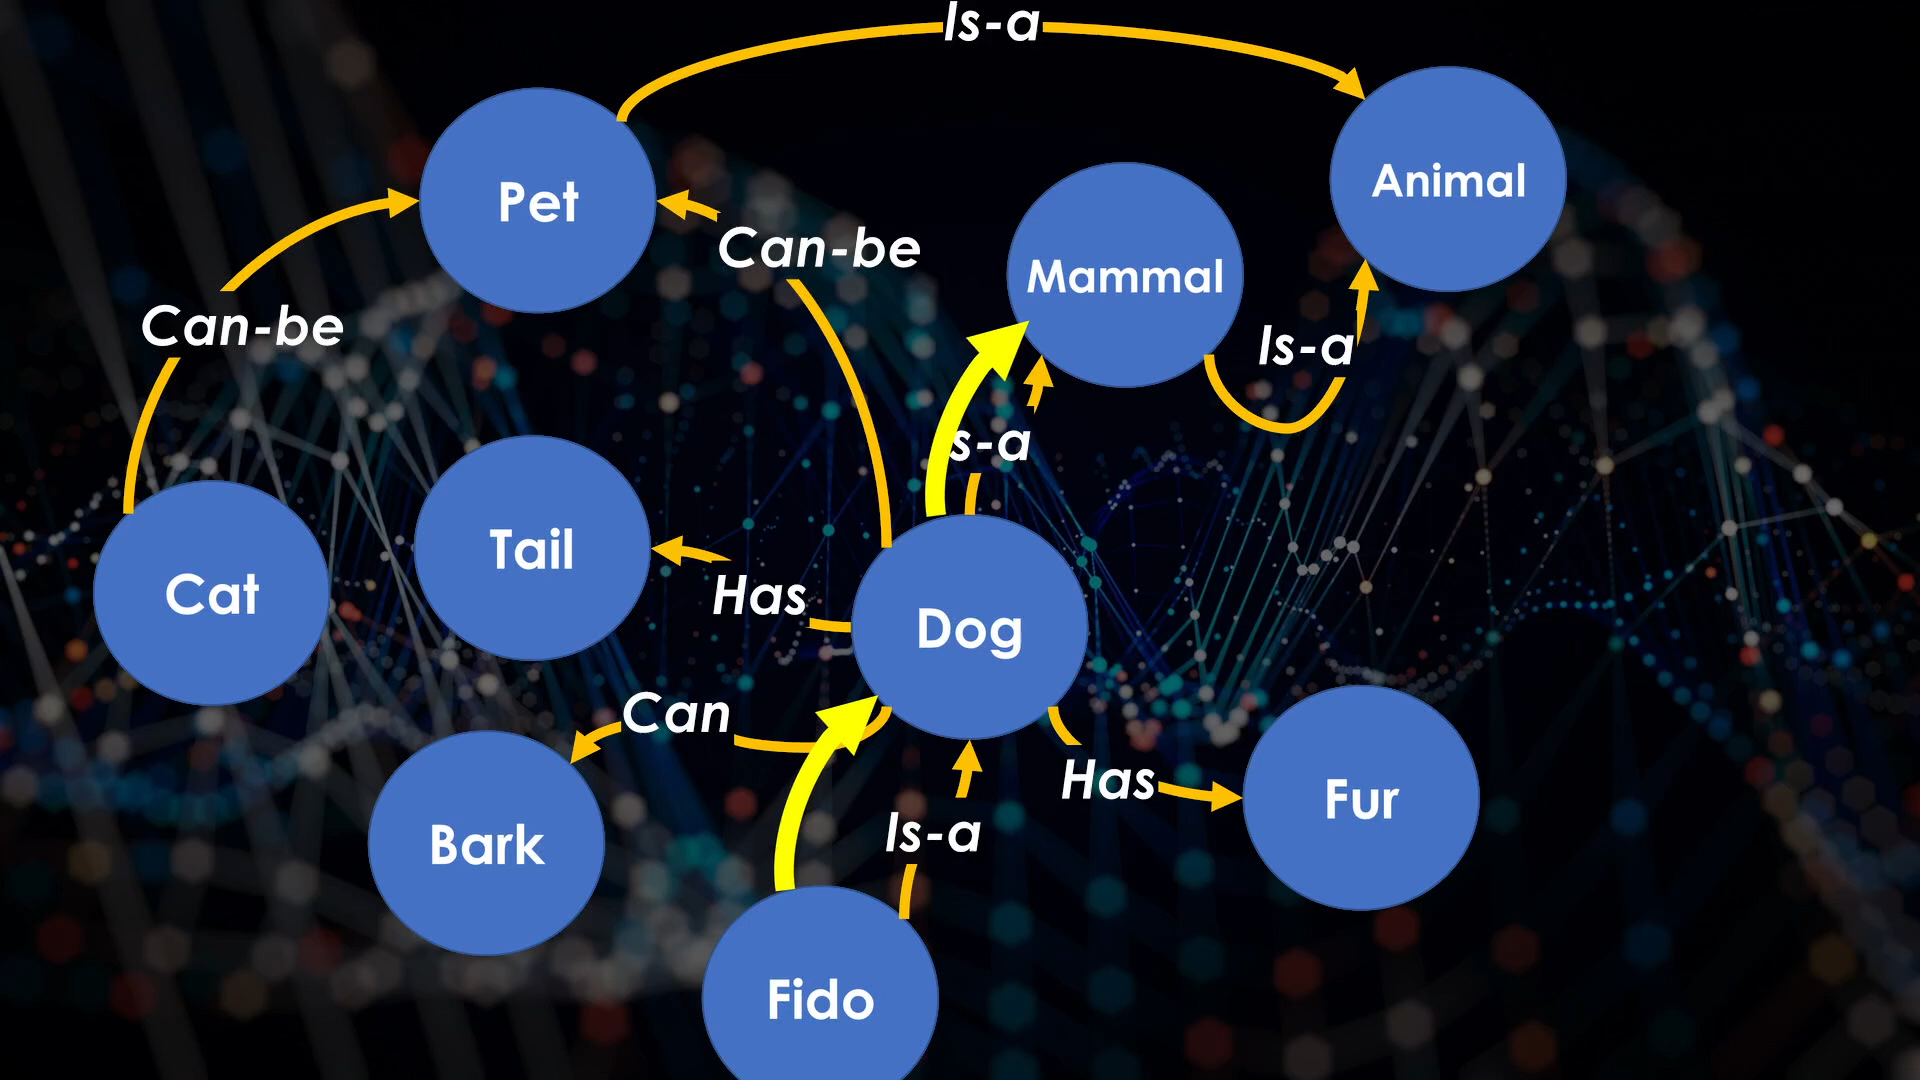 Is-a
Pet
Animal
Can-be
Mammal
Can-be
Is-a
s-a
Tail
Cat
Has
Dog
Can
Has
Fur
Is-a
Bark
Fido